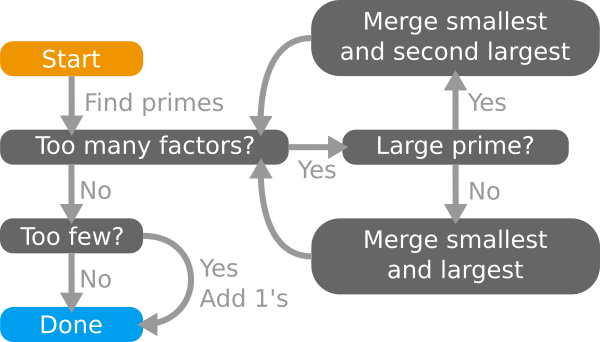 Start
Find primes
Too many factors?
Yes
Large prime?
Yes
Merge smallest
and second largest
No
Merge smallest
and largest
No
Too few?
Yes
Add 1's
No
Done